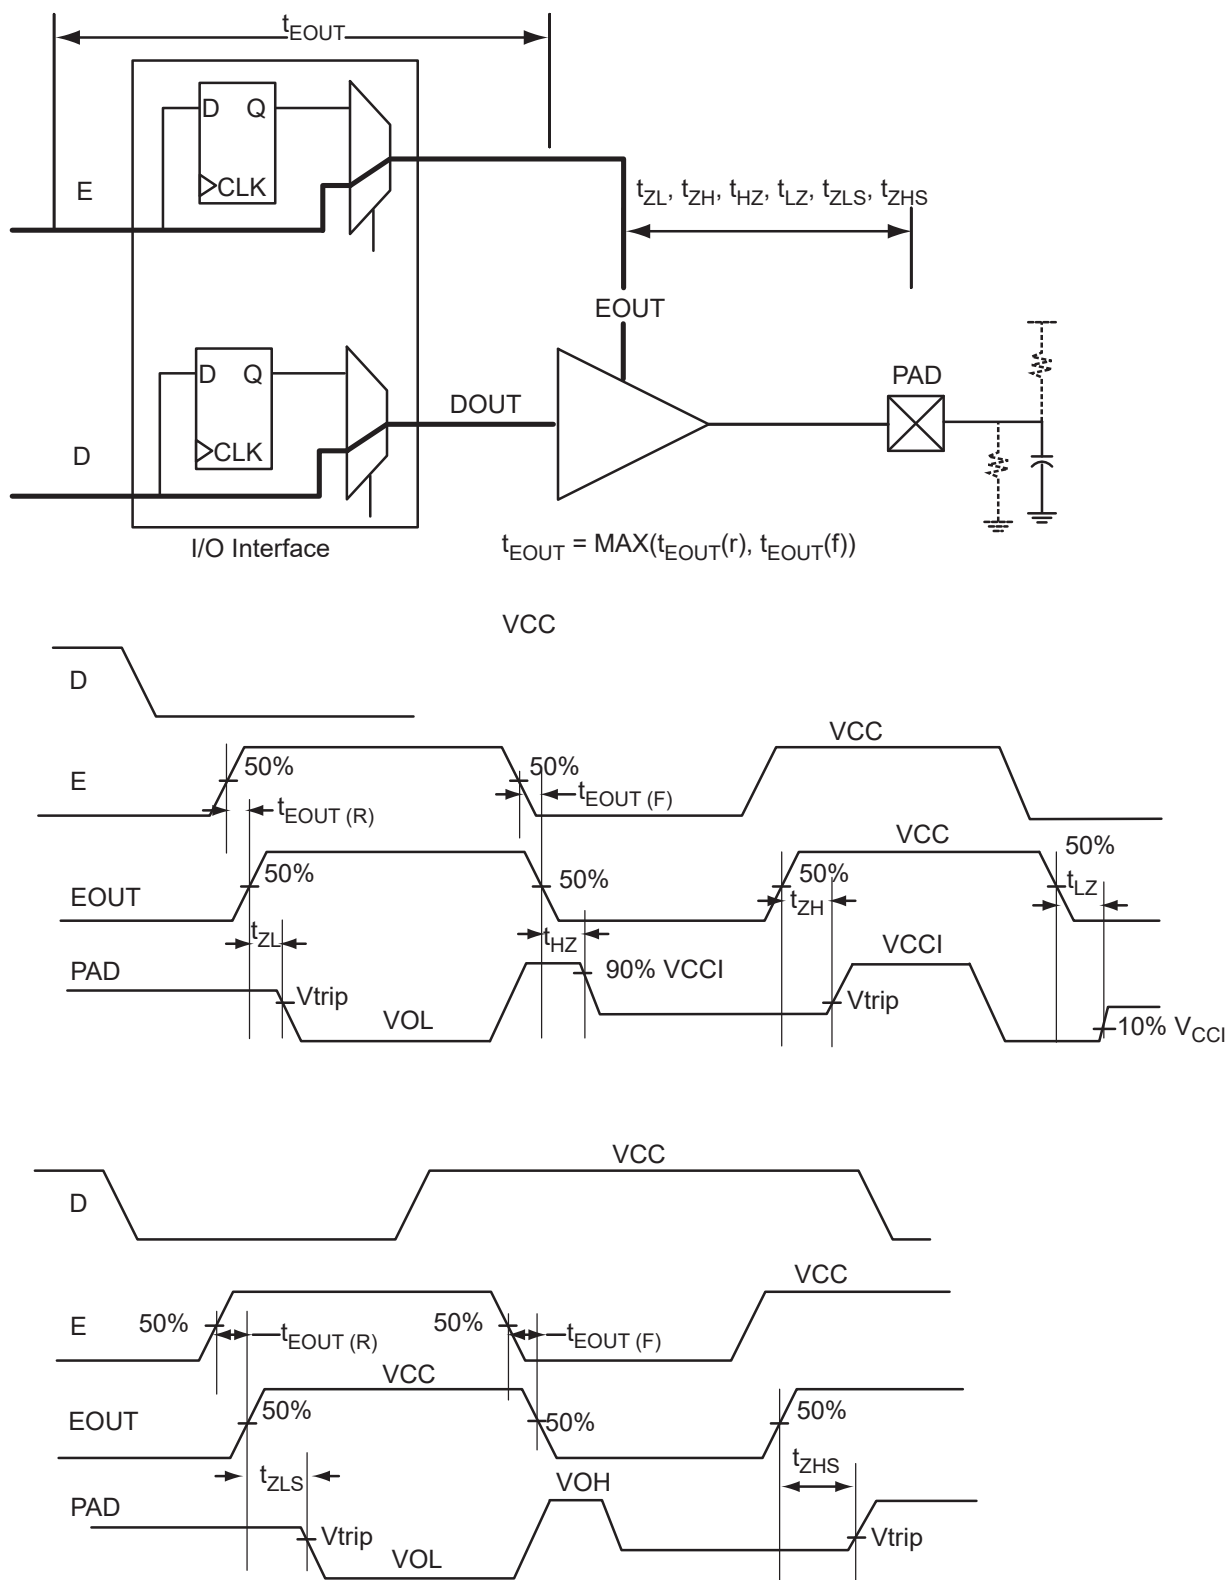 tEOUT
D Q
CLK
E
tZL, tZH, tHZ, tLZ, tZLS, tZHS
EOUT
D Q
CLK
D
DOUT
PAD
I/O Interface
tEOUT = MAX(tEOUT(r), tEOUT(f))
VCC
D
VCC
E
50%
50%
tEOUT (R)
tEOUT (F)
VCC
50%
EOUT
50%
50%
50%
tZL
tHZ
tZH
tLZ
PAD
90% VCCI
VCCI
Vtrip
VOL
Vtrip
10% VCCI
VCC
D
VCC
E
50%
tEOUT (R)
50%
tEOUT (F)
VCC
EOUT
50%
50%
50%
tZLS
tZHS
VOH
PAD
Vtrip
VOL
Vtrip